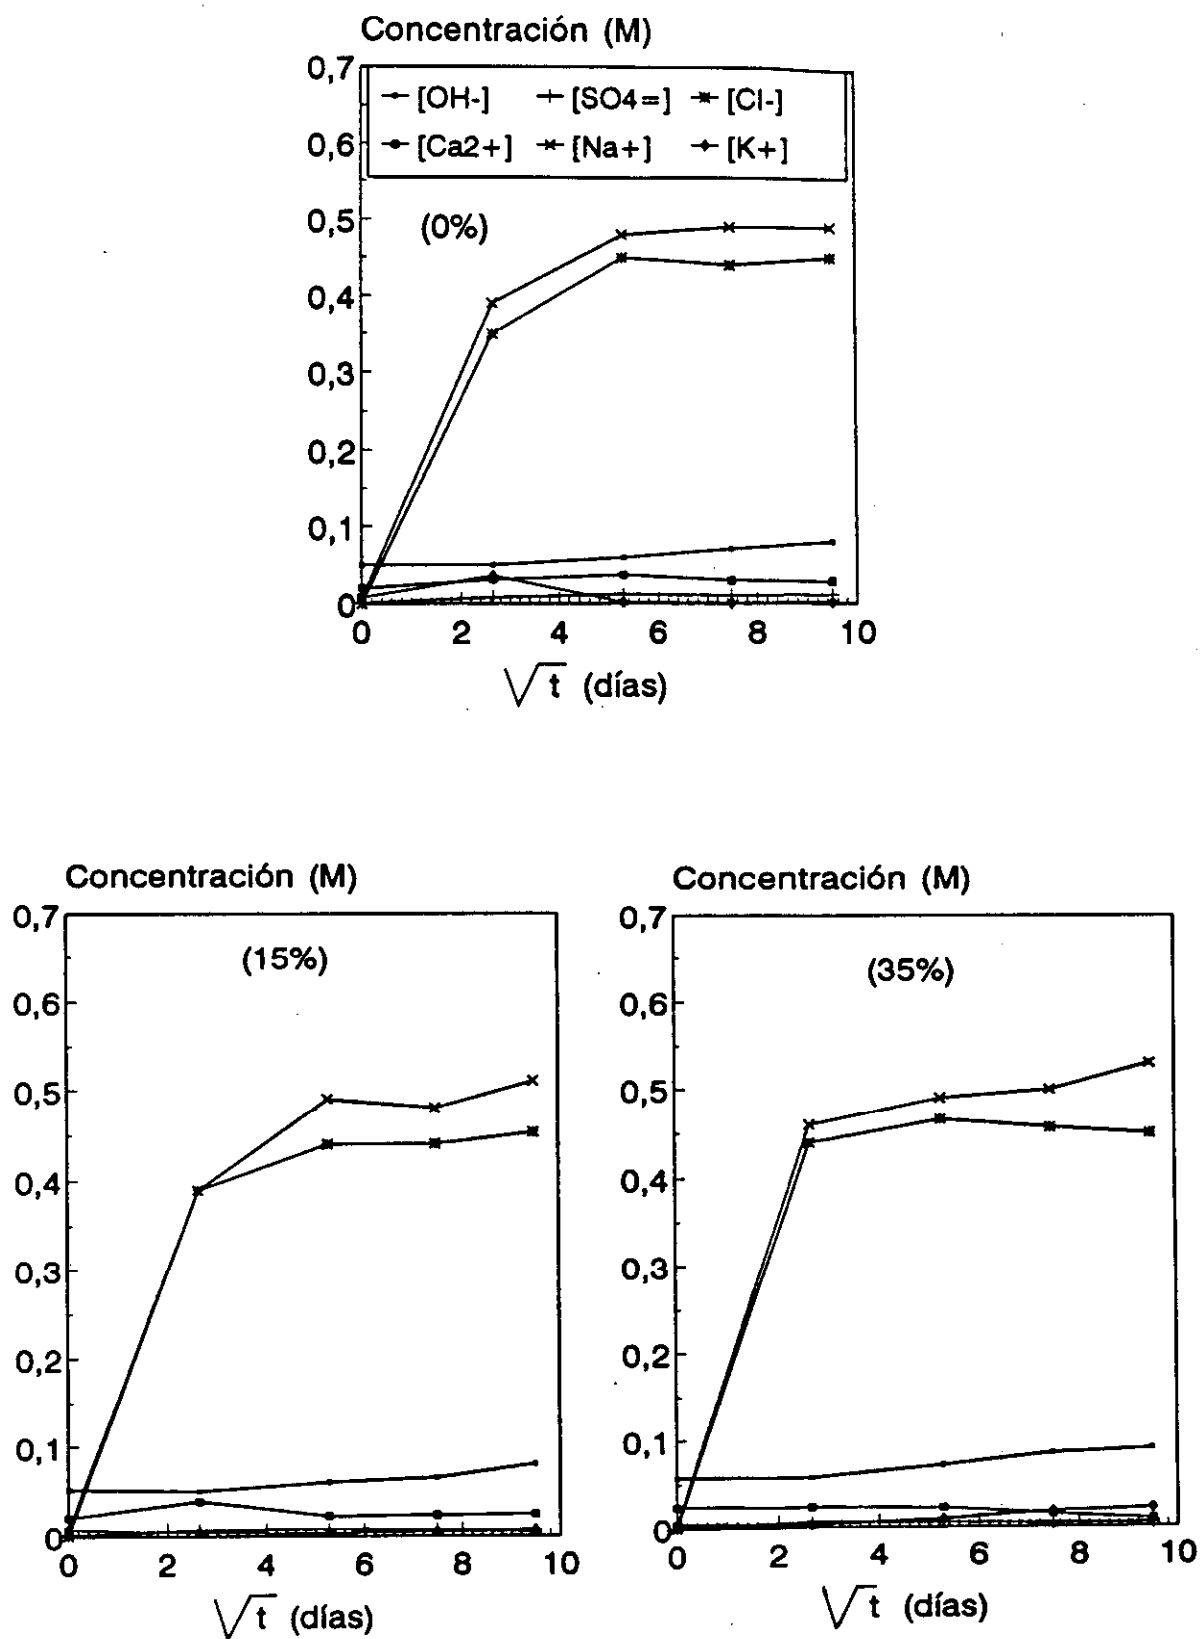 Concentración (M)
0,7
[OH-] [SO4=] [Cl-]
[Ca2+] [Na+] [K+]
0,6
0,5
(0%)
0,4
0,3
0,2
0,1
0
0 2 4 6 8 10
√t (días)
Concentración (M)
0,7
(15%)
0,6
0,5
0,4
0,3
0,2
0,1
0
0 2 4 6 8 10
√t (días)
Concentración (M)
0,7
(35%)
0,6
0,5
0,4
0,3
0,2
0,1
0
0 2 4 6 8 10
√t (días)